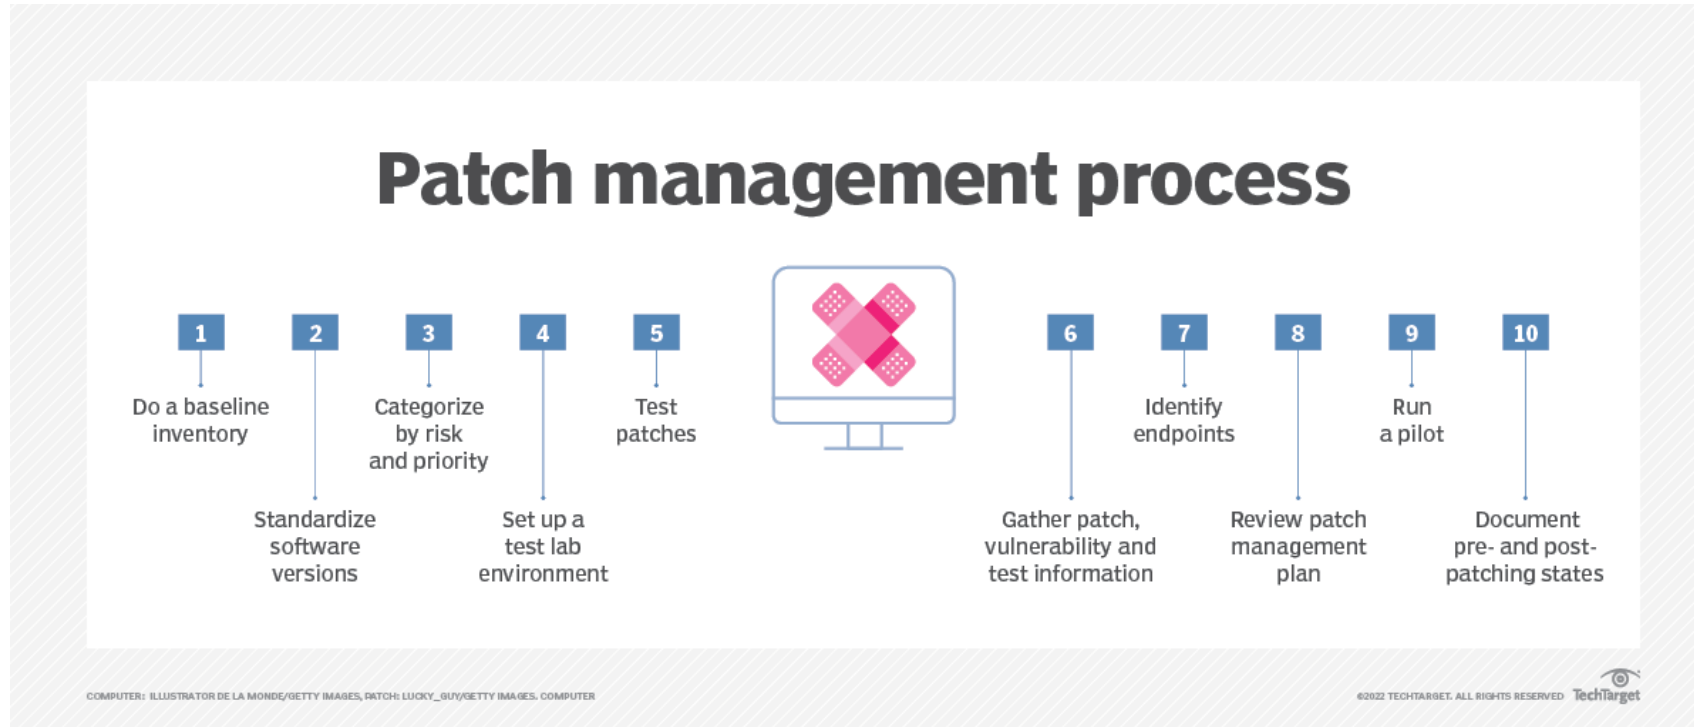 Patch management process
1
Do a baseline
inventory
2
Standardize
software
versions
3
Categorize
by risk
and priority
4
Set up a
test lab
environment
5
Test
patches
6
Gather patch,
vulnerability and
test information
7
Identify
endpoints
8
Review patch
management
plan
9
Run
a pilot
10
Document
pre- and post-
patching states
COMPUTER: ILLUSTRATOR DE LA MONDE/GETTY IMAGES, PATCH: LUCKY_GUY/GETTY IMAGES. COMPUTER
©2022 TECHTARGET. ALL RIGHTS RESERVED
TechTarget